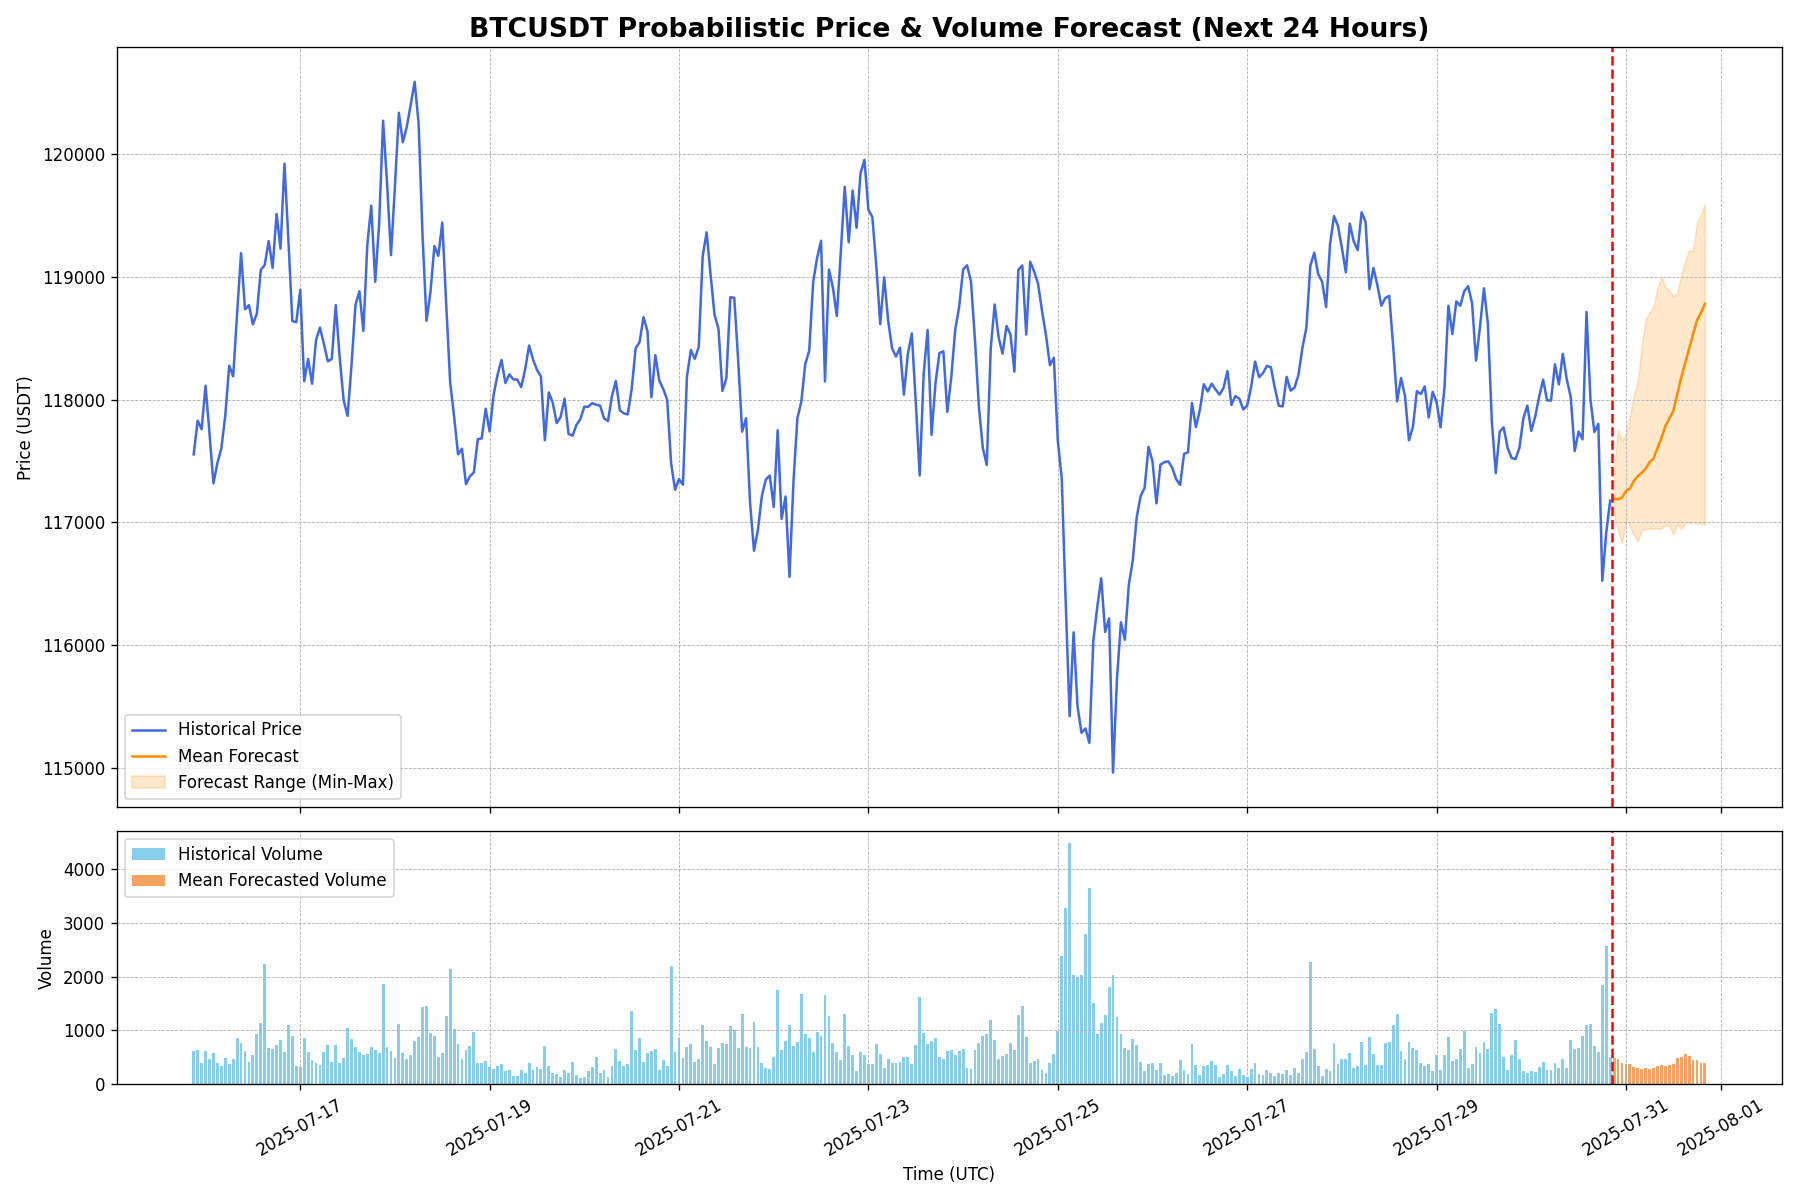 BTCUSDT Probabilistic Price & Volume Forecast (Next 24 Hours)
Price (USDT)
120000
119000
118000
117000
116000
115000
Historical Price
Mean Forecast
Forecast Range (Min-Max)
Volume
4000
3000
2000
1000
0
Historical Volume
Mean Forecasted Volume
2025-07-17
2025-07-19
2025-07-21
2025-07-23
2025-07-25
2025-07-27
2025-07-29
2025-07-31
2025-08-01
Time (UTC)